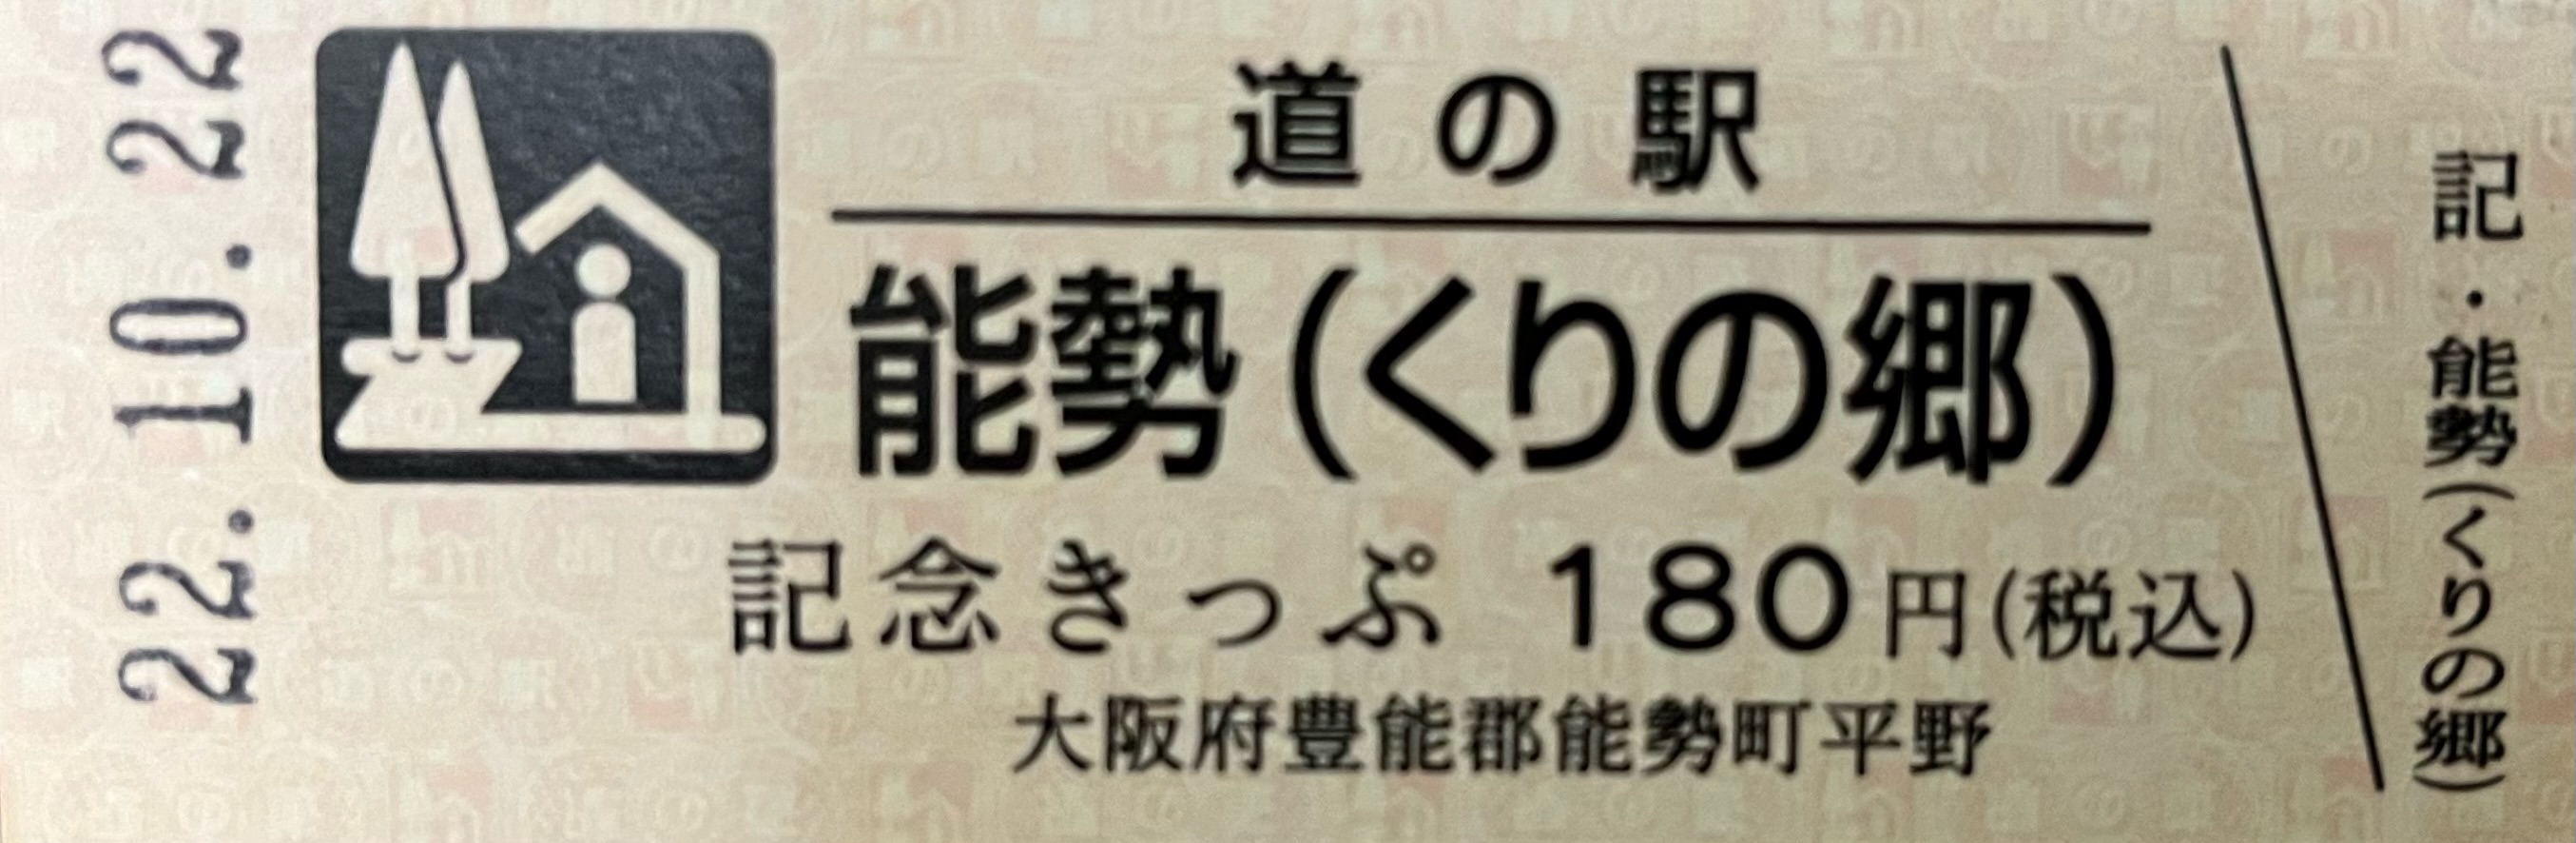 22.10.22
道の駅
能勢(くりの郷)
記念きっぷ 180円(税込)
大阪府豊能郡能勢町平野
記・能勢(くりの郷)